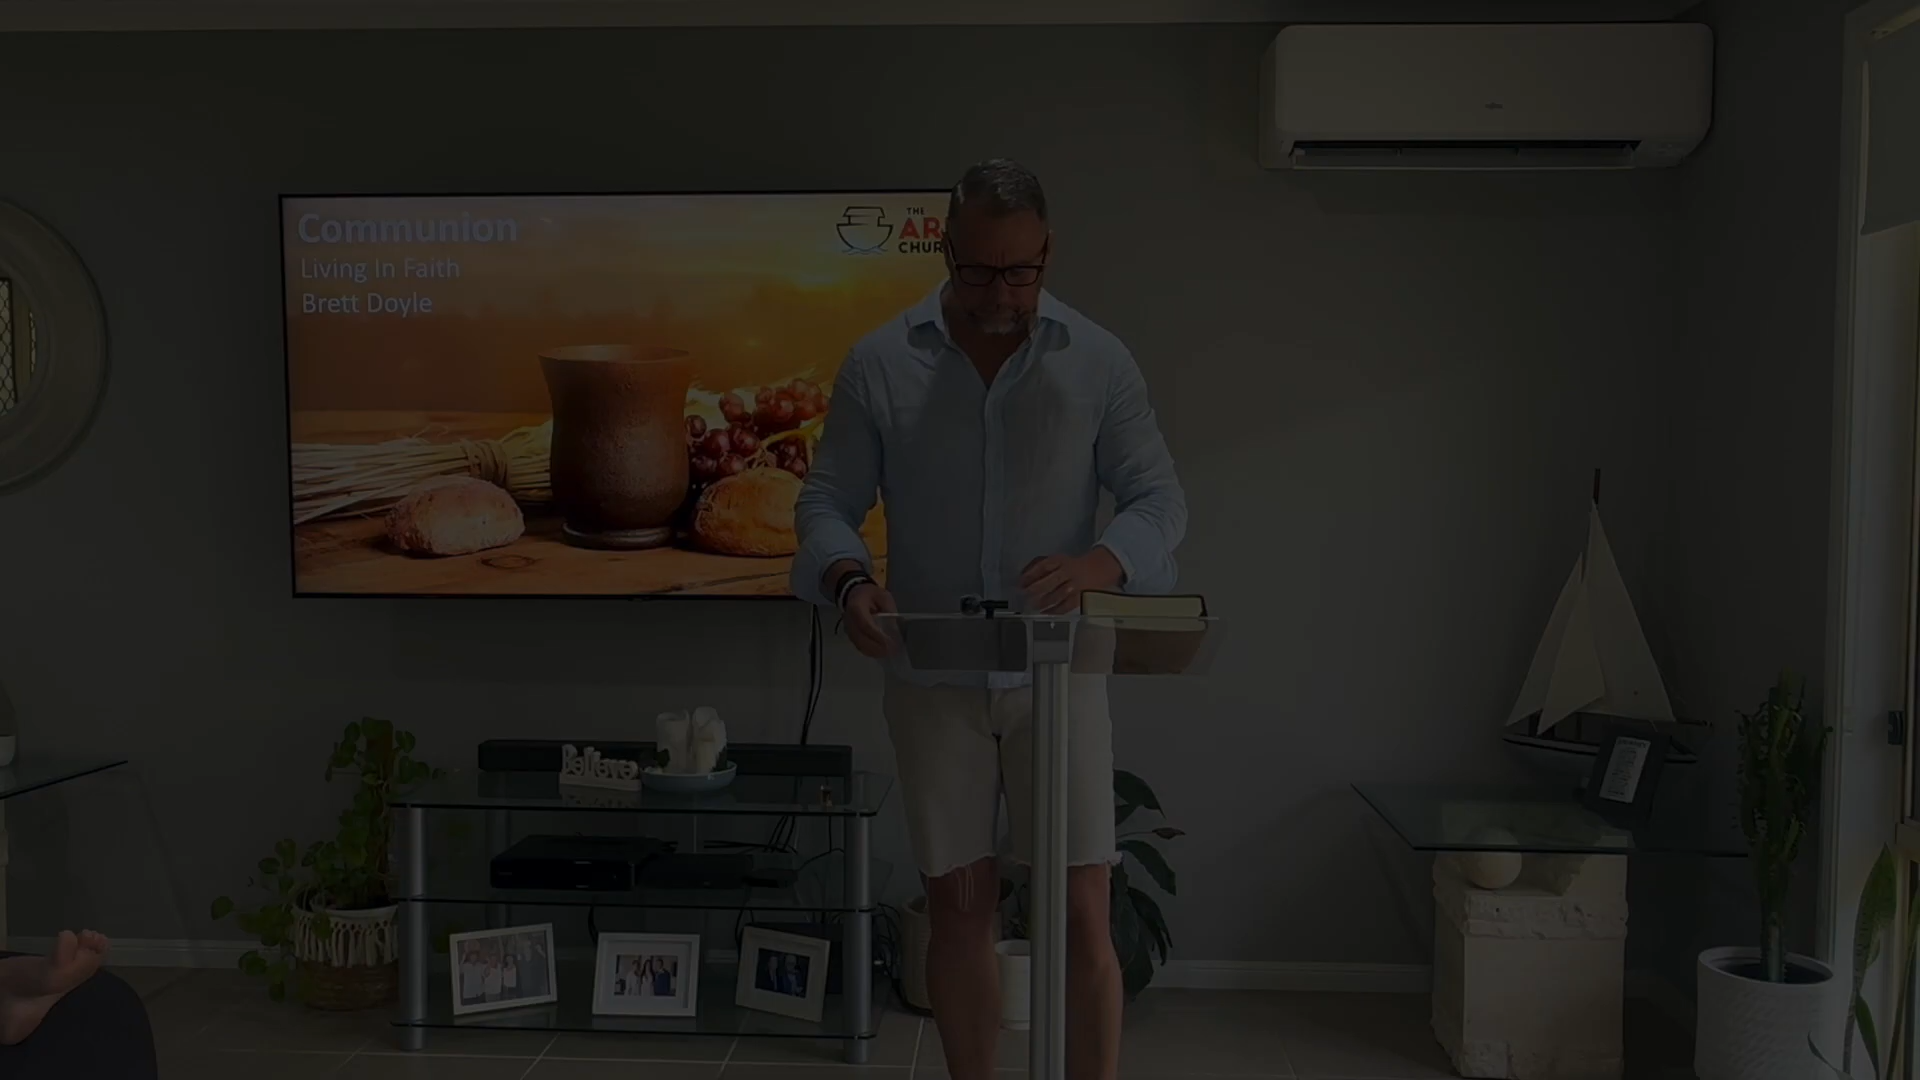 Communion
Living In Faith
Brett Doyle
THE
AR
CHUR
Believe